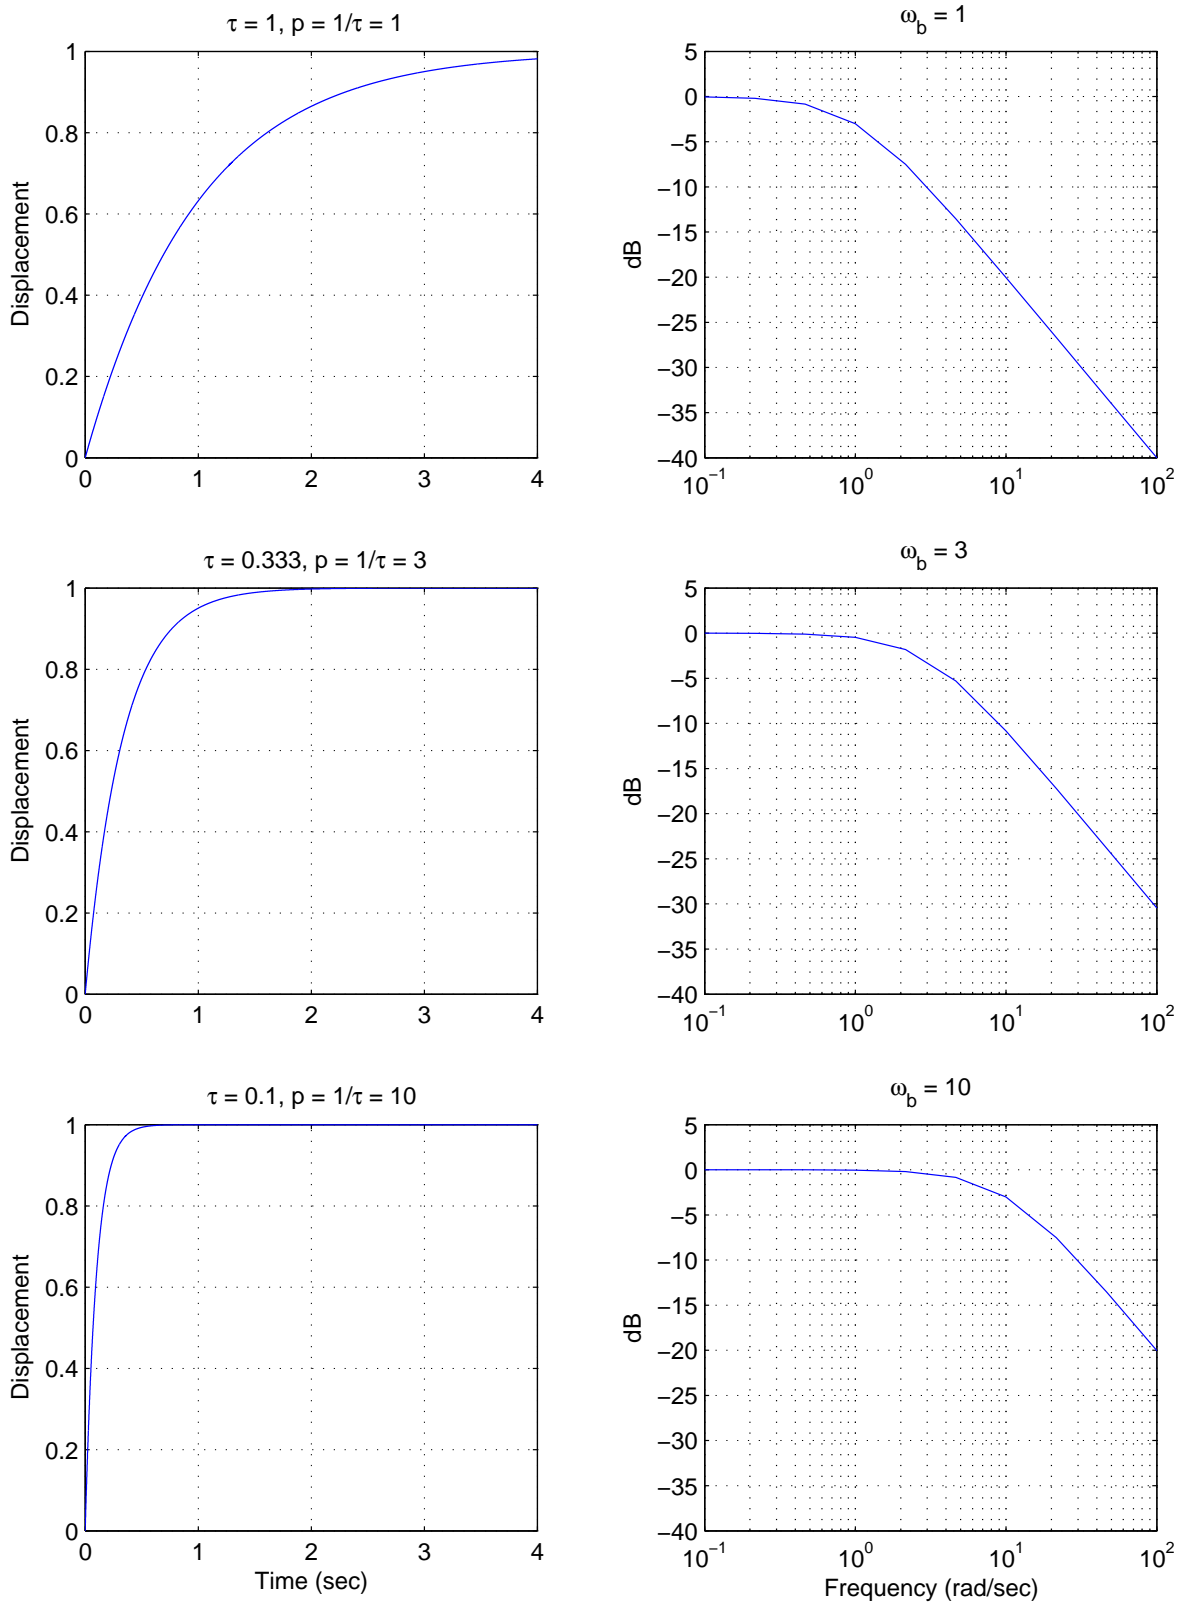 τ = 1, p = 1/τ = 1
1
0.8
0.6
0.4
0.2
0
0 1 2 3 4
Displacement
ω_b = 1
5
0
−5
−10
−15
−20
−25
−30
−35
−40
10^−1 10^0 10^1 10^2
dB
τ = 0.333, p = 1/τ = 3
1
0.8
0.6
0.4
0.2
0
0 1 2 3 4
Displacement
ω_b = 3
5
0
−5
−10
−15
−20
−25
−30
−35
−40
10^−1 10^0 10^1 10^2
dB
τ = 0.1, p = 1/τ = 10
1
0.8
0.6
0.4
0.2
0
0 1 2 3 4
Displacement
Time (sec)
ω_b = 10
5
0
−5
−10
−15
−20
−25
−30
−35
−40
10^−1 10^0 10^1 10^2
dB
Frequency (rad/sec)